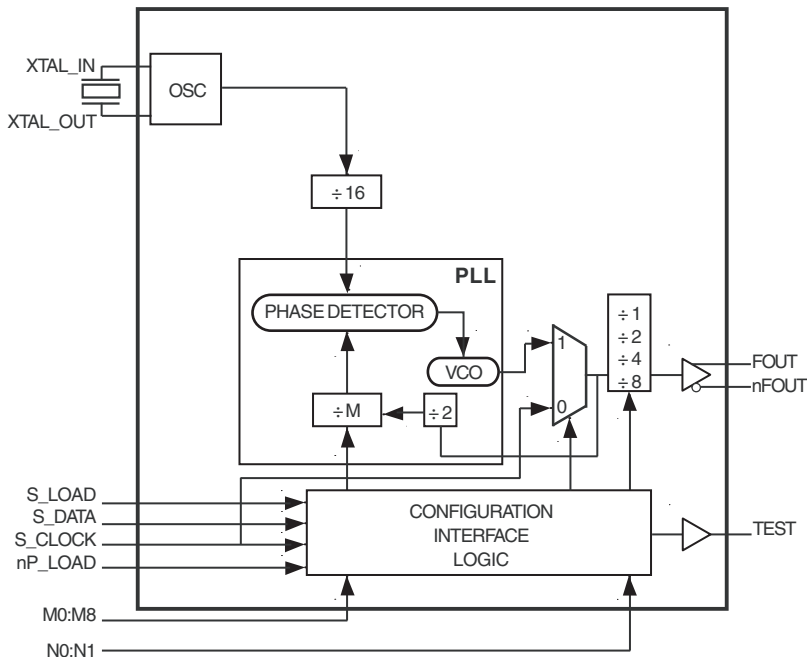 XTAL_IN
OSC
XTAL_OUT
÷ 16
PLL
PHASE DETECTOR
VCO
÷ M
÷ 2
1
0
÷ 1
÷ 2
÷ 4
÷ 8
FOUT
nFOUT
S_LOAD
S_DATA
S_CLOCK
nP_LOAD
CONFIGURATION
INTERFACE
LOGIC
TEST
M0:M8
N0:N1